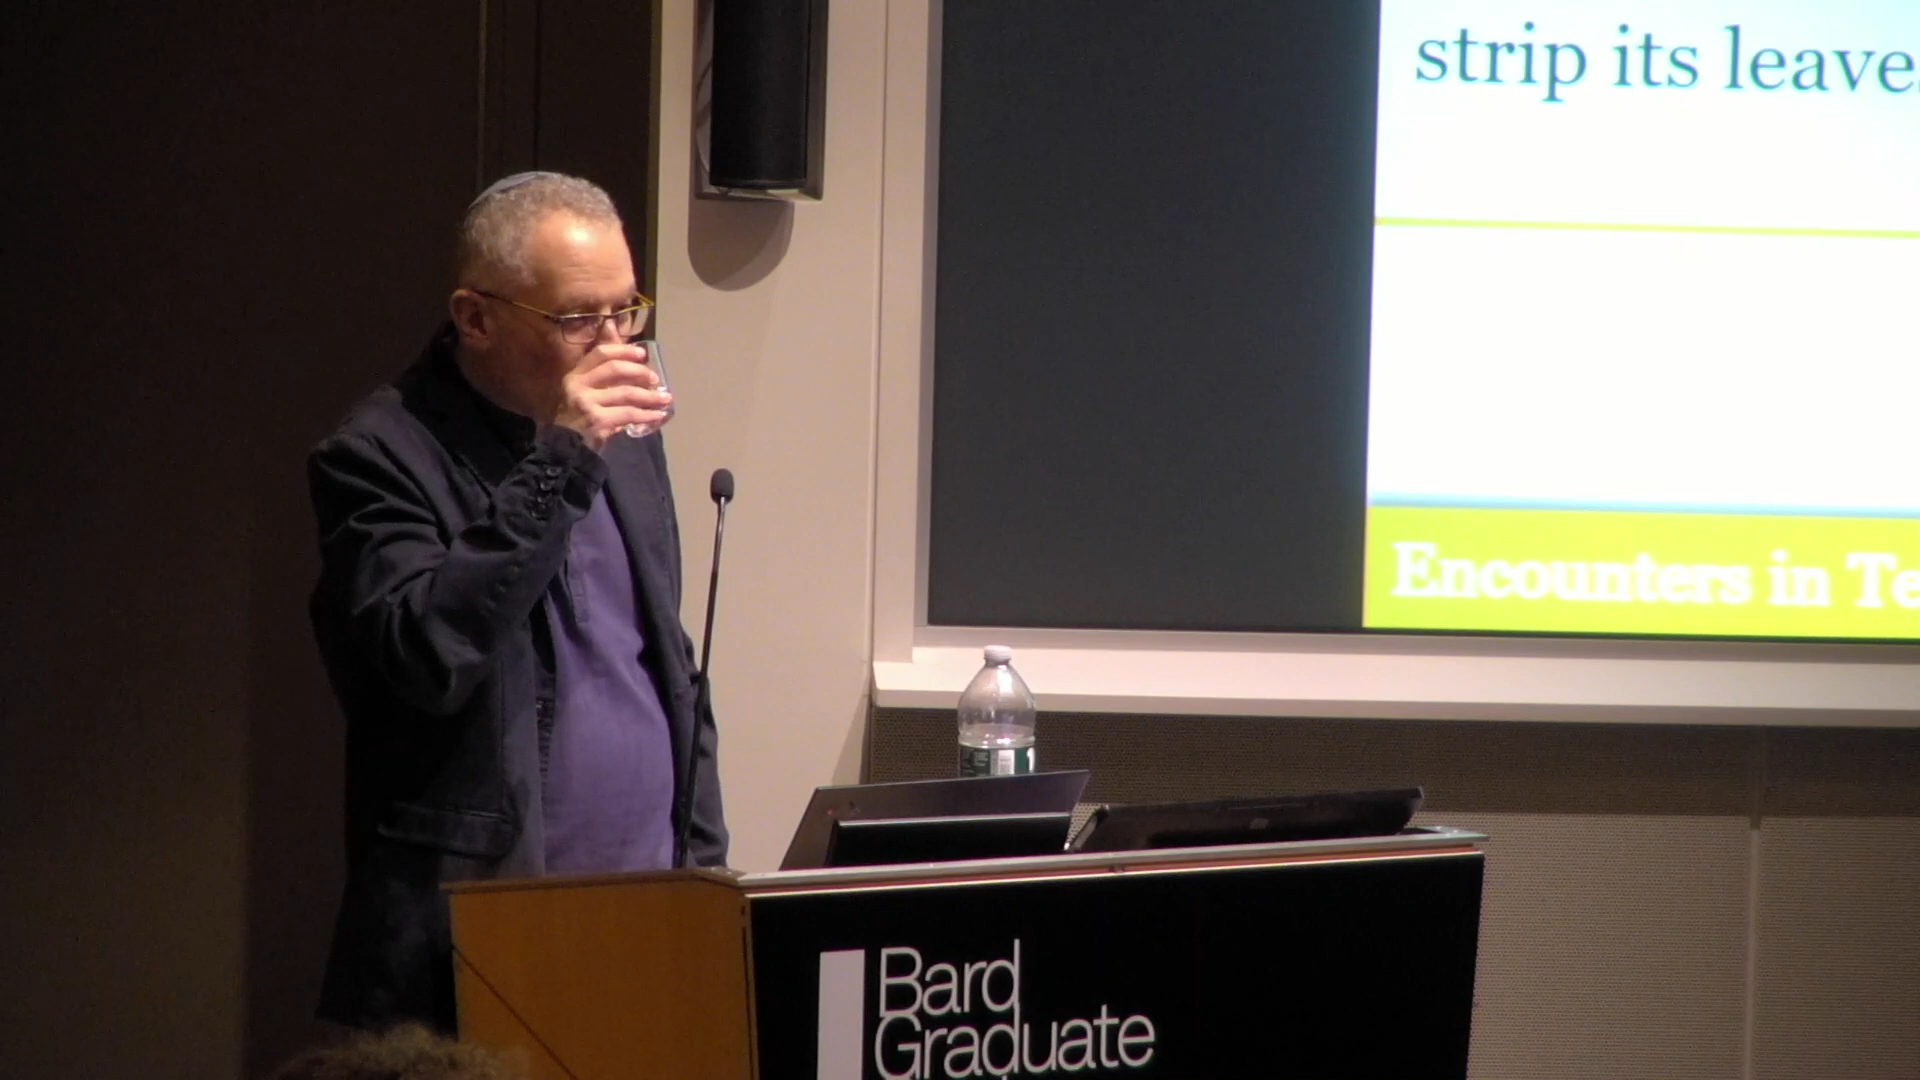 strip its leave
Encounters in Te
Bard
Graduate